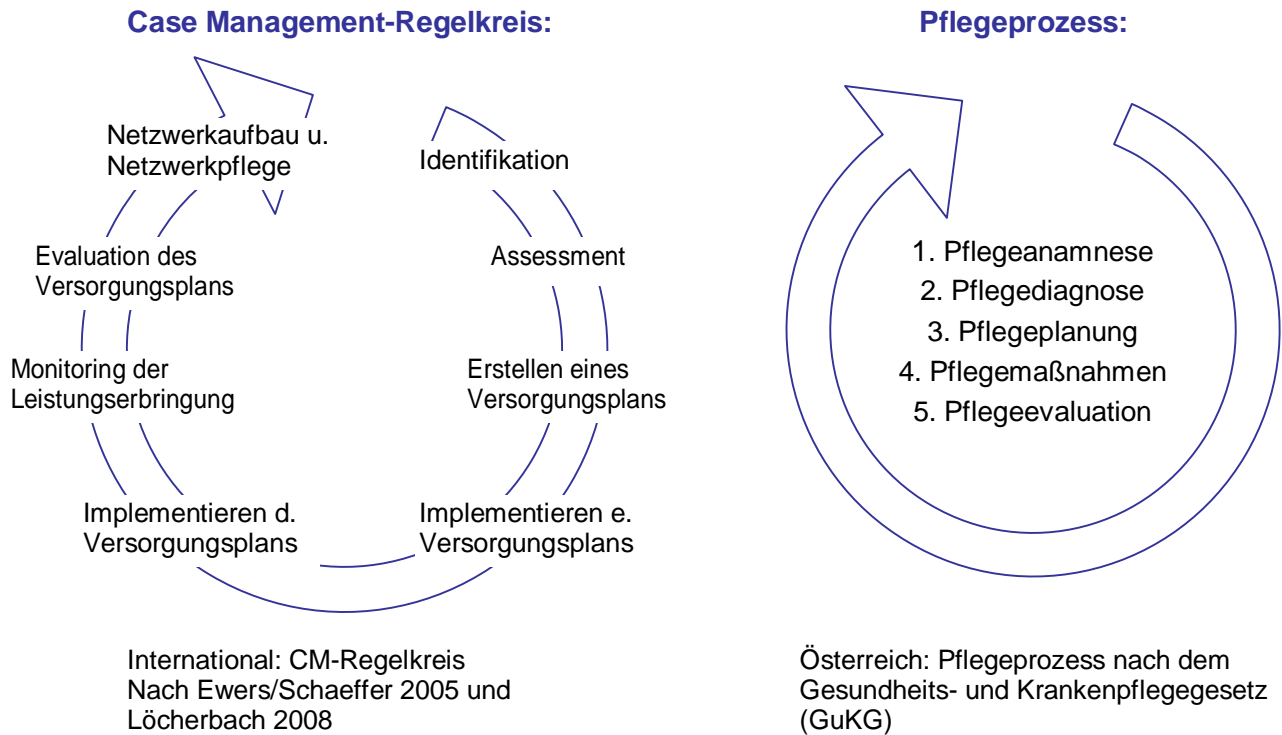 Case Management-Regelkreis:
Netzwerkaufbau u.
Netzwerkpflege
Identifikation
Evaluation des
Versorgungsplans
Assessment
Monitoring der
Leistungserbringung
Erstellen eines
Versorgungsplans
Implementieren d.
Versorgungsplans
Implementieren e.
Versorgungsplans
International: CM-Regelkreis
Nach Ewers/Schaeffer 2005 und
Löcherbach 2008
Pflegeprozess:
1. Pflegeanamnese
2. Pflegediagnose
3. Pflegeplanung
4. Pflegemaßnahmen
5. Pflegeevaluation
Österreich: Pflegeprozess nach dem
Gesundheits- und Krankenpflegegesetz
(GuKG)